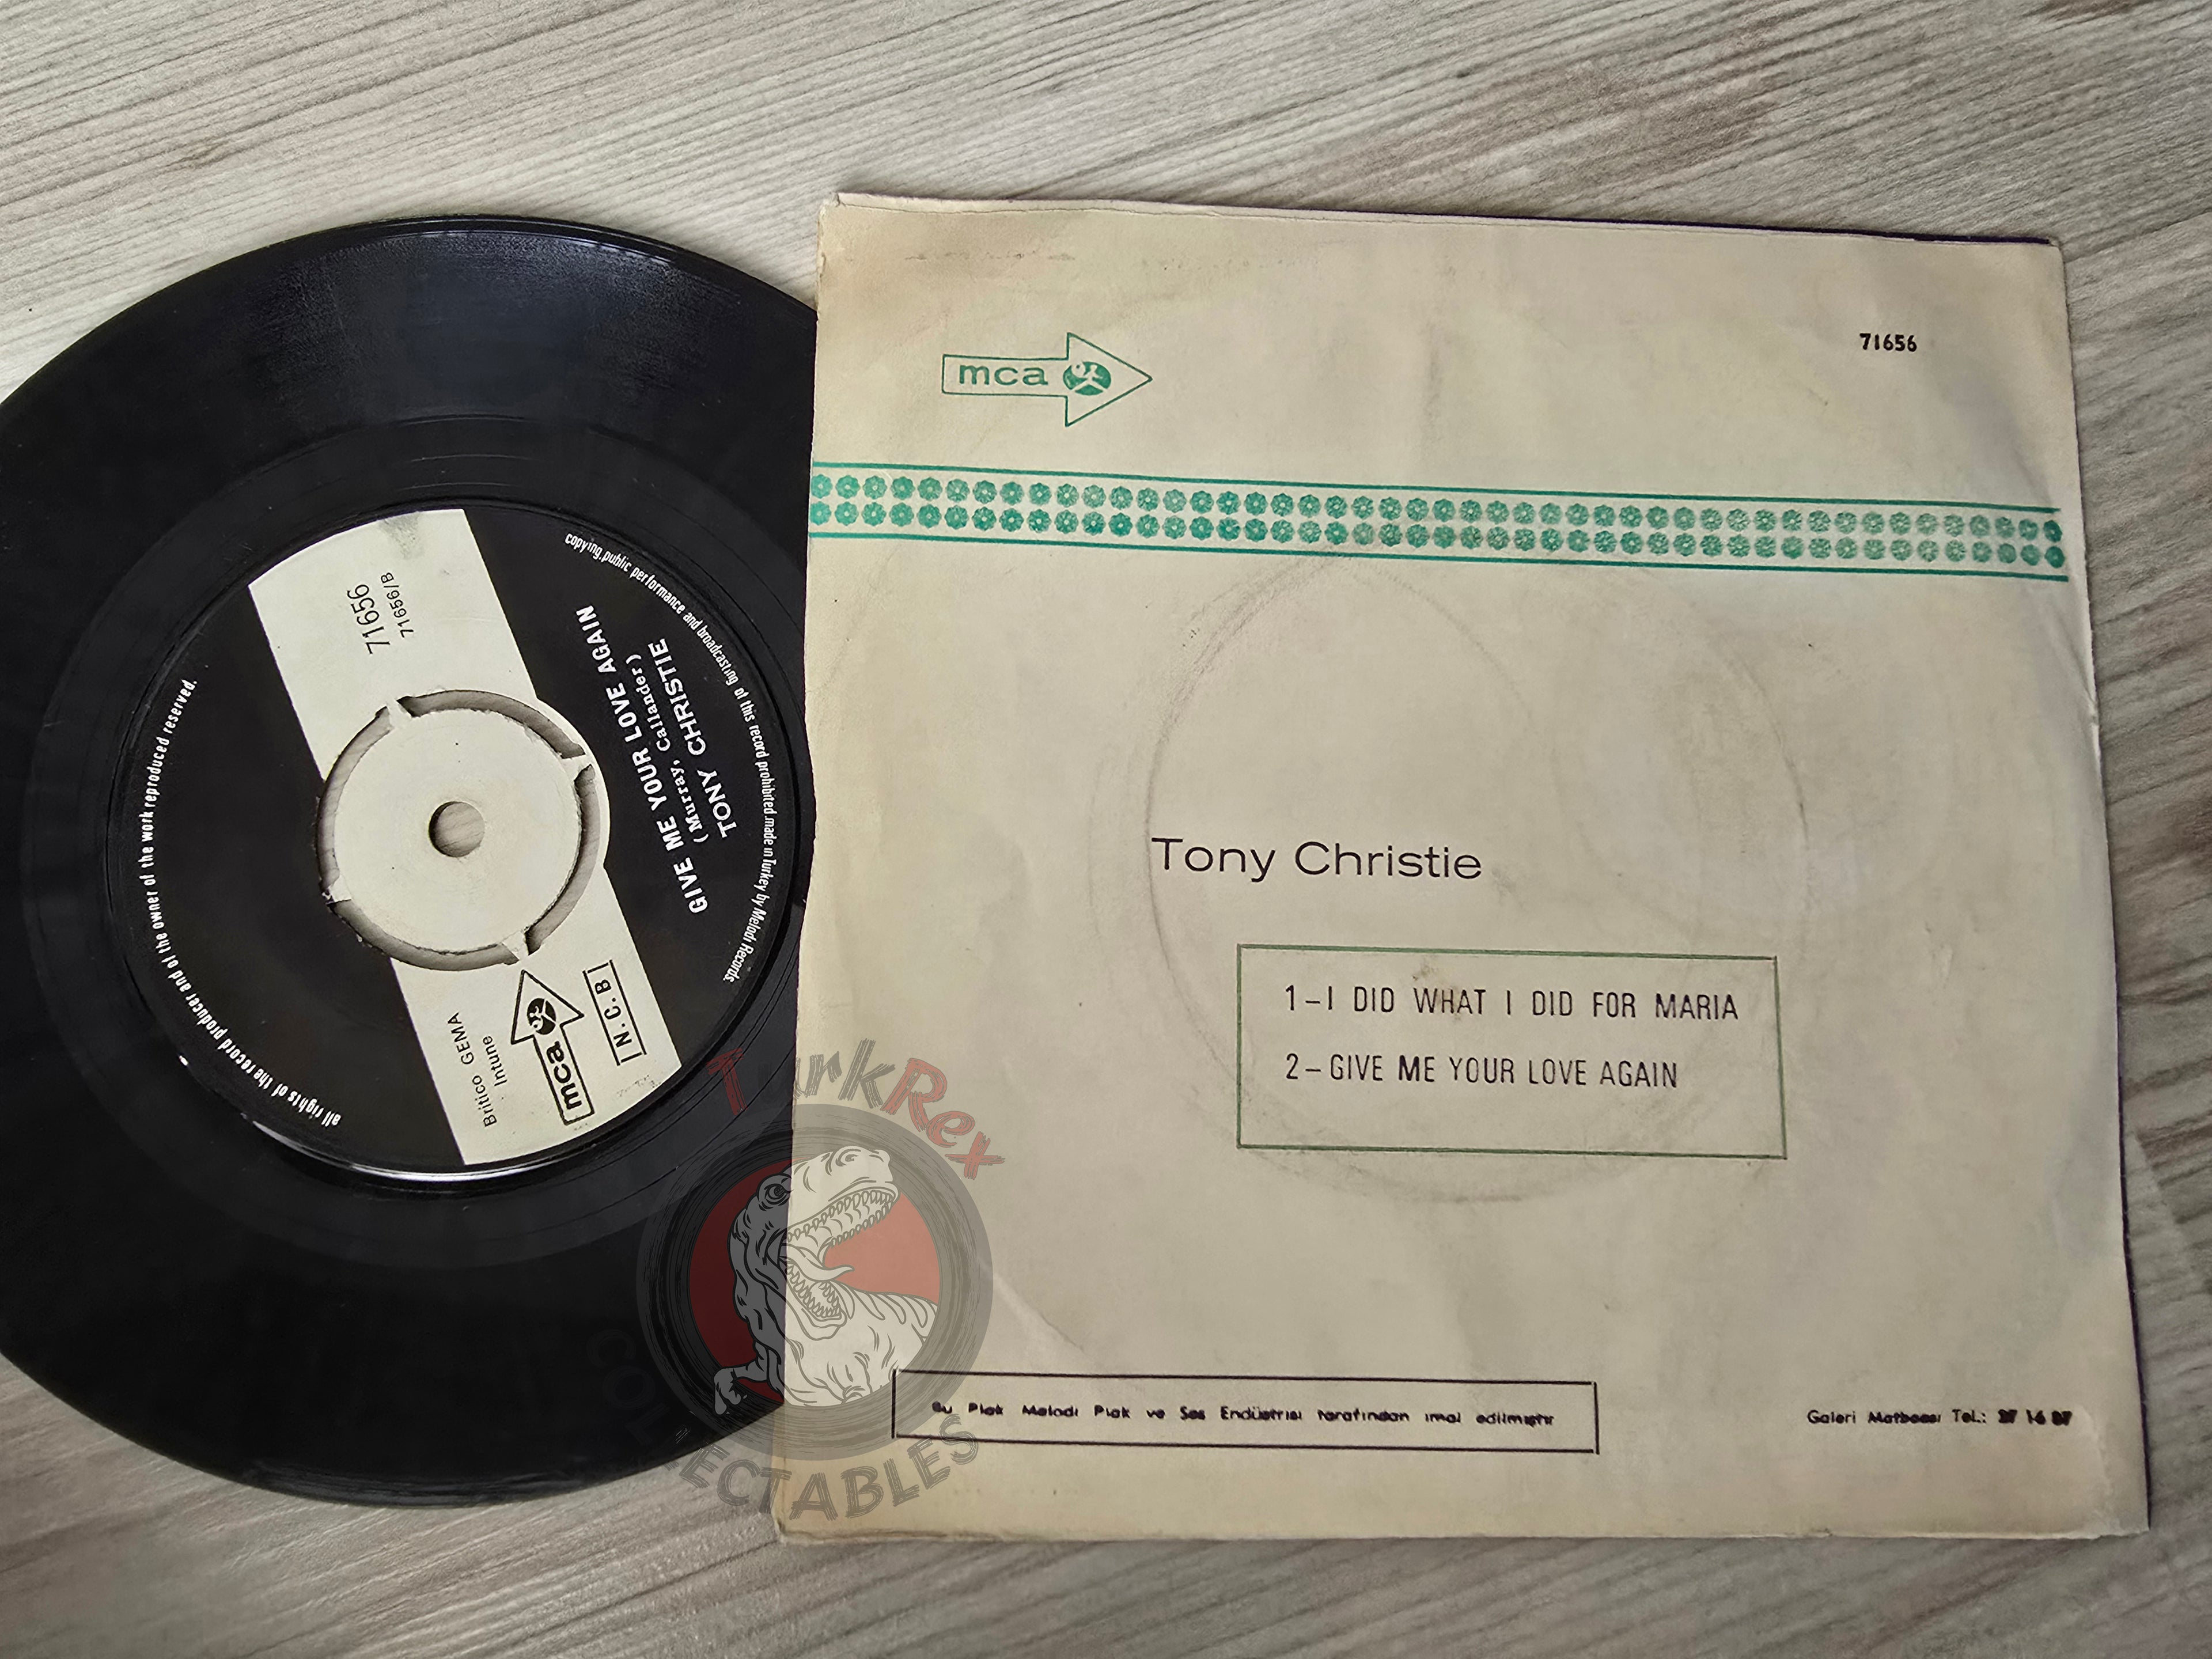 mca
71656
Tony Christie
1-I DID WHAT I DID FOR MARIA
2-GIVE ME YOUR LOVE AGAIN
Bu Plak Melodi Plak ve Ses Endüstrisi tarafından imal edilmiştir
Galeri Matbaası Tel.:
71656
71656/B
GIVE ME YOUR LOVE AGAIN
(Murray, Callander)
TONY CHRISTIE
Brittico GEMA
Intune
mca
N.C.B
all rights of the record producer and of the owner of the work reproduced reserved.
copying,public performance and broadcasting of this record prohibited.made in Turkey by Melodi Records.
TurkRex
COLLECTABLES